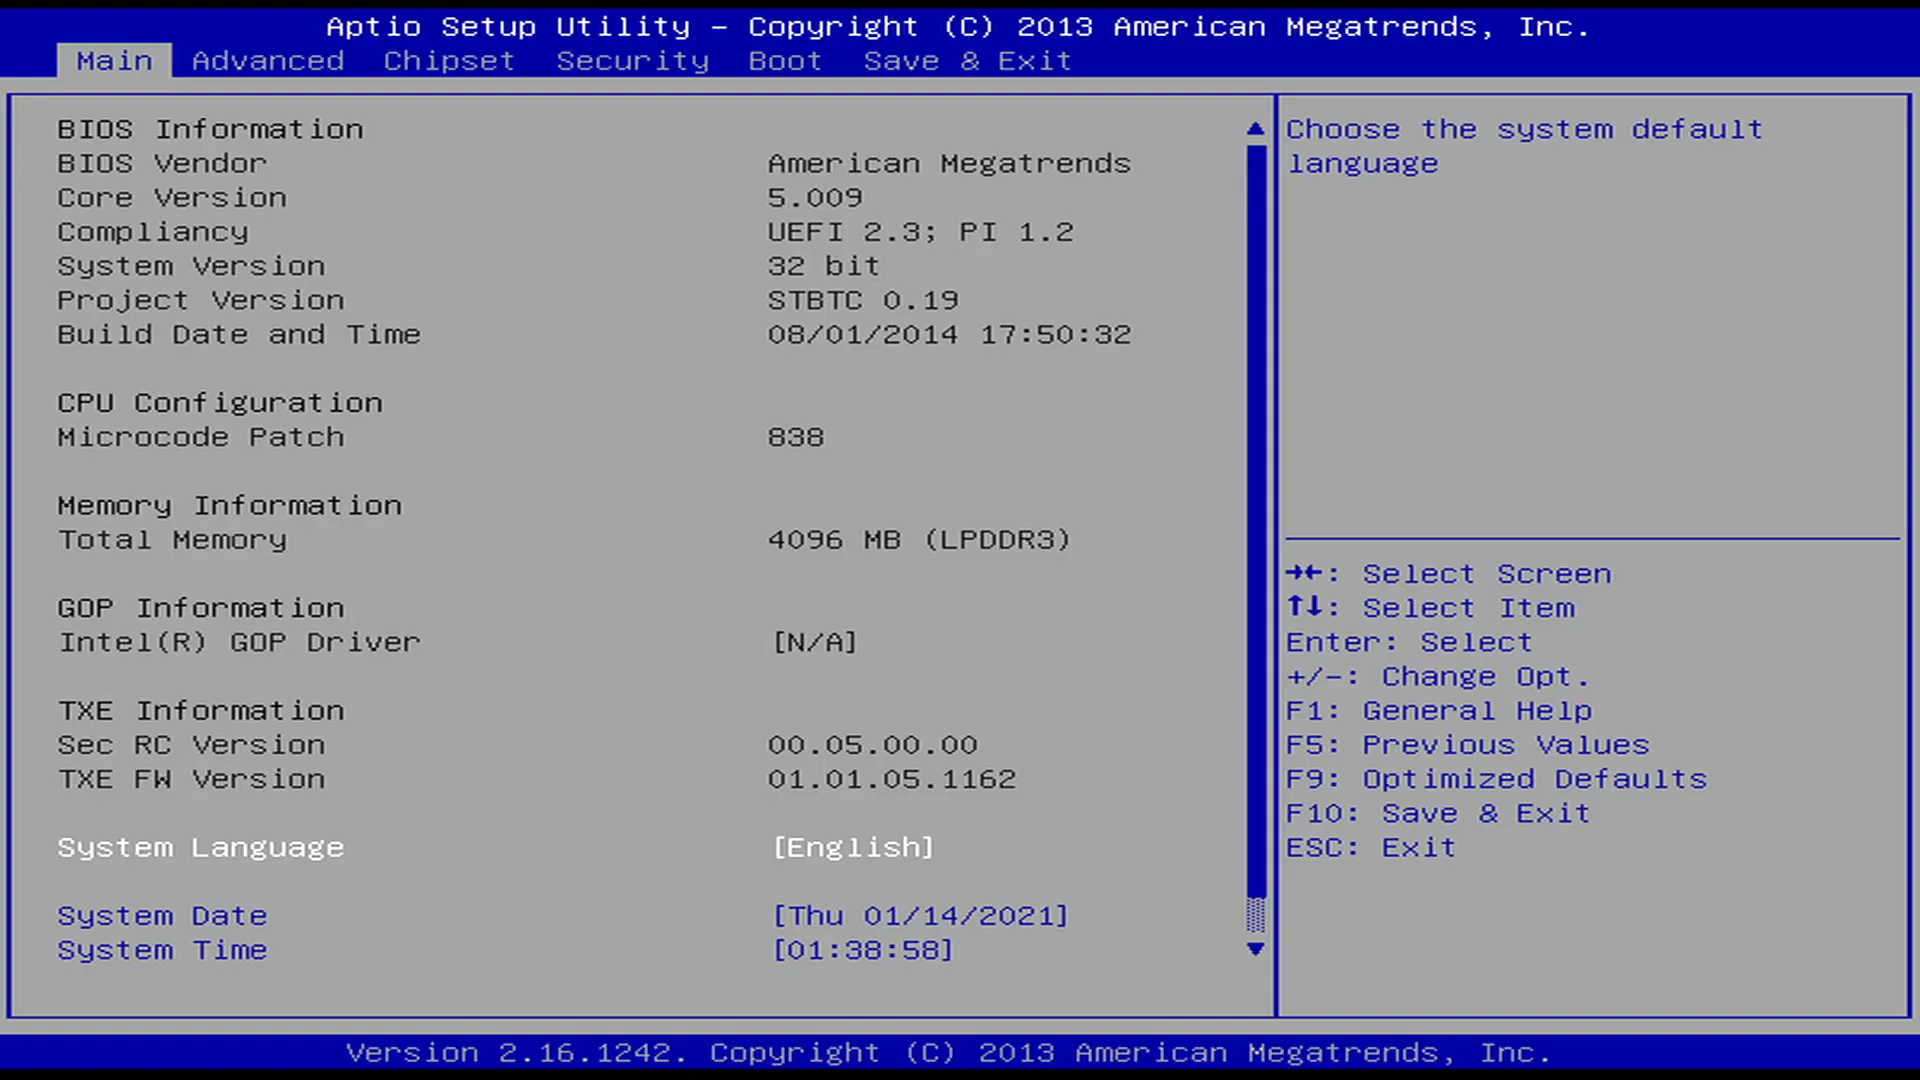 Aptio Setup Utility – Copyright (C) 2013 American Megatrends, Inc.
Main Advanced Chipset Security Boot Save & Exit
BIOS Information
BIOS Vendor American Megatrends
Core Version 5.009
Compliancy UEFI 2.3; PI 1.2
System Version 32 bit
Project Version STBTC 0.19
Build Date and Time 08/01/2014 17:50:32
CPU Configuration
Microcode Patch 838
Memory Information
Total Memory 4096 MB (LPDDR3)
GOP Information
Intel(R) GOP Driver [N/A]
TXE Information
Sec RC Version 00.05.00.00
TXE FW Version 01.01.05.1162
System Language [English]
System Date [Thu 01/14/2021]
System Time [01:38:58]
Choose the system default
language
→←: Select Screen
↑↓: Select Item
Enter: Select
+/-: Change Opt.
F1: General Help
F5: Previous Values
F9: Optimized Defaults
F10: Save & Exit
ESC: Exit
Version 2.16.1242. Copyright (C) 2013 American Megatrends, Inc.